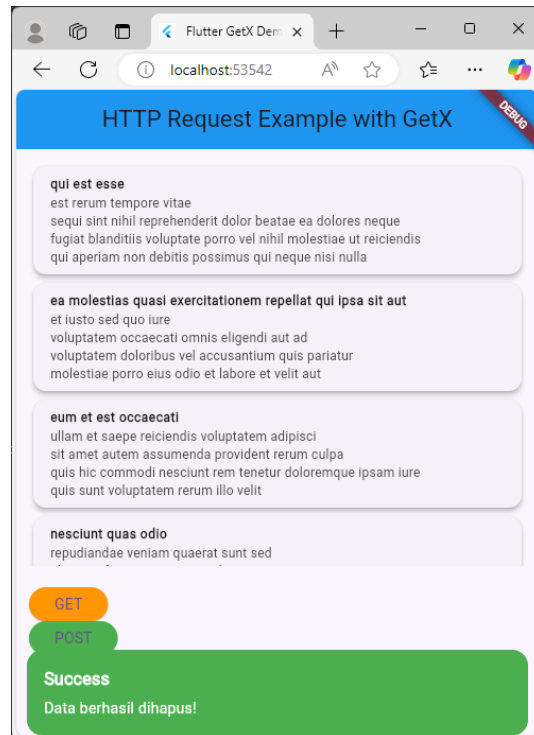 Flutter GetX Dem
localhost:53542
HTTP Request Example with GetX
DEBUG
qui est esse
est rerum tempore vitae
sequi sint nihil reprehenderit dolor beatae ea dolores neque
fugiat blanditiis voluptate porro vel nihil molestiae ut reiciendis
qui aperiam non debitis possimus qui neque nisi nulla
ea molestias quasi exercitationem repellat qui ipsa sit aut
et iusto sed quo iure
voluptatem occaecati omnis eligendi aut ad
voluptatem doloribus vel accusantium quis pariatur
molestiae porro eius odio et labore et velit aut
eum et est occaecati
ullam et saepe reiciendis voluptatem adipisci
sit amet autem assumenda provident rerum culpa
quis hic commodi nesciunt rem tenetur doloremque ipsam iure
quis sunt voluptatem rerum illo velit
nesciunt quas odio
repudiandae veniam quaerat sunt sed
GET
POST
Success
Data berhasil dihapus!